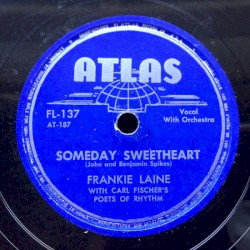 ATLAS
FL-137
AT-187
Vocal
With Orchestra
SOMEDAY SWEETHEART
(John and Benjamin Spikes)
FRANKIE LAINE
WITH CARL FISCHER'S
POETS OF RHYTHM